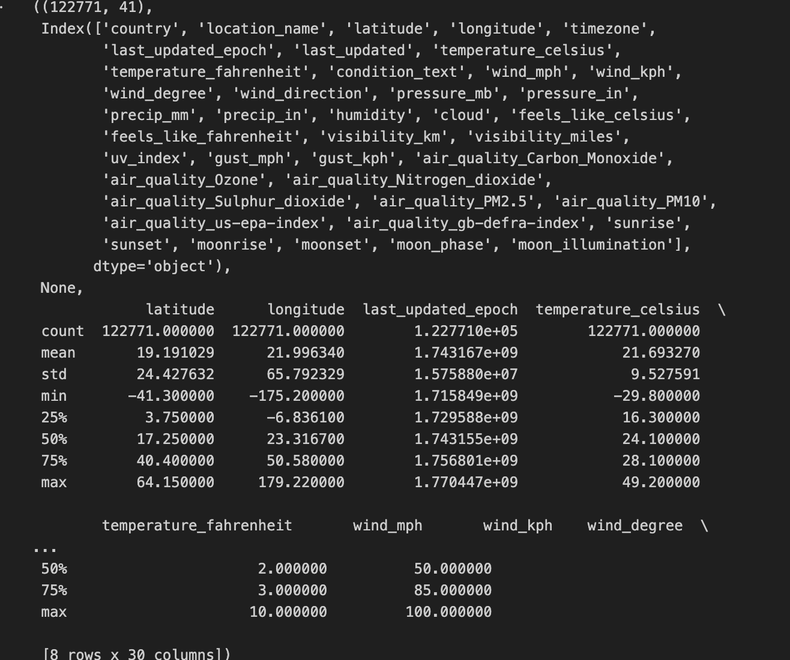 ((122771, 41),
Index(['country', 'location_name', 'latitude', 'longitude', 'timezone',
'last_updated_epoch', 'last_updated', 'temperature_celsius',
'temperature_fahrenheit', 'condition_text', 'wind_mph', 'wind_kph',
'wind_degree', 'wind_direction', 'pressure_mb', 'pressure_in',
'precip_mm', 'precip_in', 'humidity', 'cloud', 'feels_like_celsius',
'feels_like_fahrenheit', 'visibility_km', 'visibility_miles',
'uv_index', 'gust_mph', 'gust_kph', 'air_quality_Carbon_Monoxide',
'air_quality_Ozone', 'air_quality_Nitrogen_dioxide',
'air_quality_Sulphur_dioxide', 'air_quality_PM2.5', 'air_quality_PM10',
'air_quality_us-epa-index', 'air_quality_gb-defra-index', 'sunrise',
'sunset', 'moonrise', 'moonset', 'moon_phase', 'moon_illumination'],
dtype='object'),
None,
latitude longitude last_updated_epoch temperature_celsius \
count 122771.000000 122771.000000 1.227710e+05 122771.000000
mean 19.191029 21.996340 1.743167e+09 21.693270
std 24.427632 65.792329 1.575880e+07 9.527591
min −41.300000 −175.200000 1.715849e+09 −29.800000
25% 3.750000 −6.836100 1.729588e+09 16.300000
50% 17.250000 23.316700 1.743155e+09 24.100000
75% 40.400000 50.580000 1.756801e+09 28.100000
max 64.150000 179.220000 1.770447e+09 49.200000
temperature_fahrenheit wind_mph wind_kph wind_degree \
...
50% 2.000000 50.000000
75% 3.000000 85.000000
max 10.000000 100.000000
[8 rows x 30 columns])